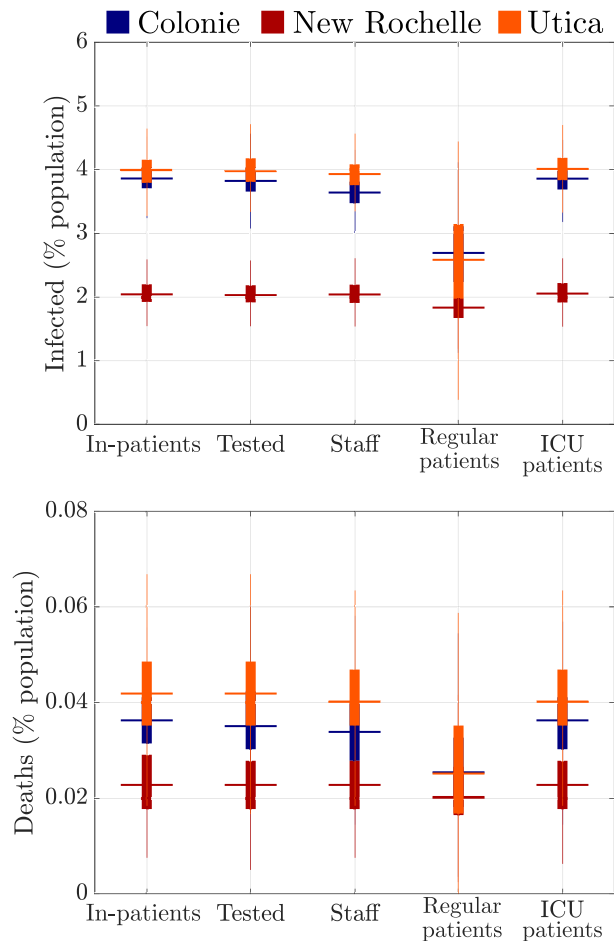 Colonie New Rochelle Utica
Infected (% population)
6
5
4
3
2
1
0
In-patients Tested Staff Regular patients ICU patients
Deaths (% population)
0.08
0.06
0.04
0.02
0
In-patients Tested Staff Regular patients ICU patients